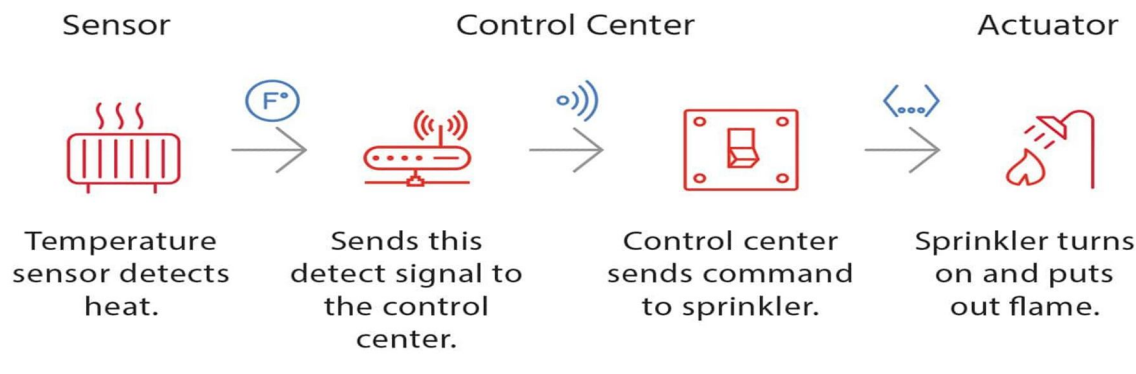 Sensor
Control Center
Actuator
F°
Temperature
sensor detects
heat.
Sends this
detect signal to
the control
center.
Control center
sends command
to sprinkler.
Sprinkler turns
on and puts
out flame.